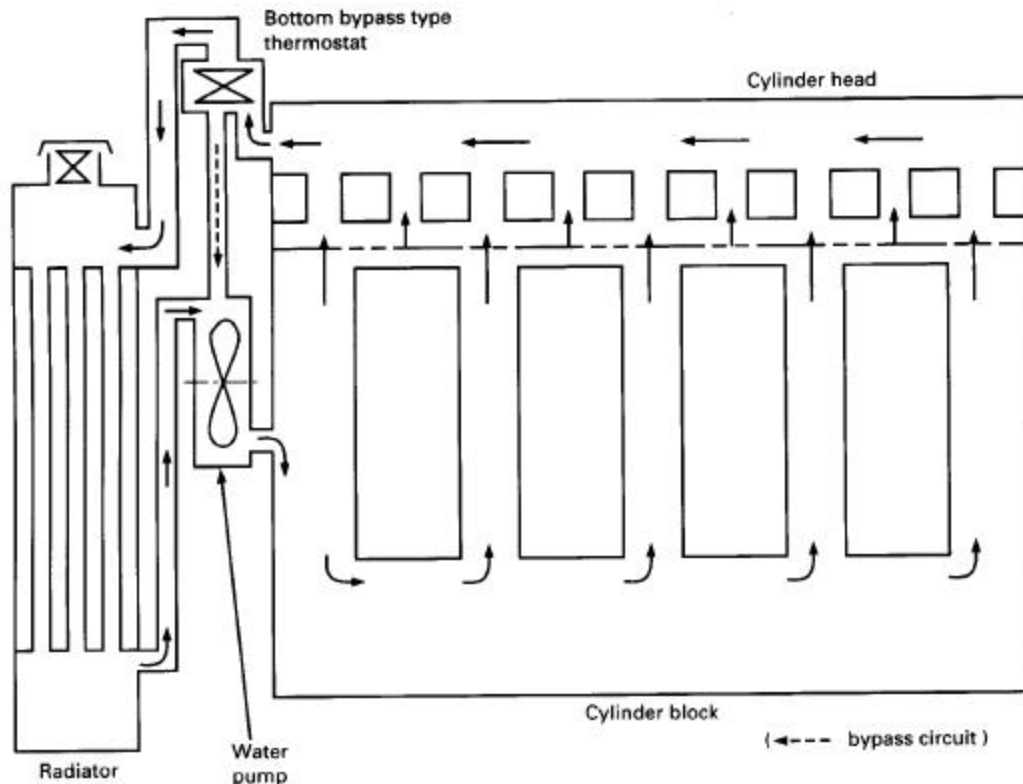 Bottom bypass type
thermostat
Cylinder head
Cylinder block
(◄--- bypass circuit )
Water
pump
Radiator